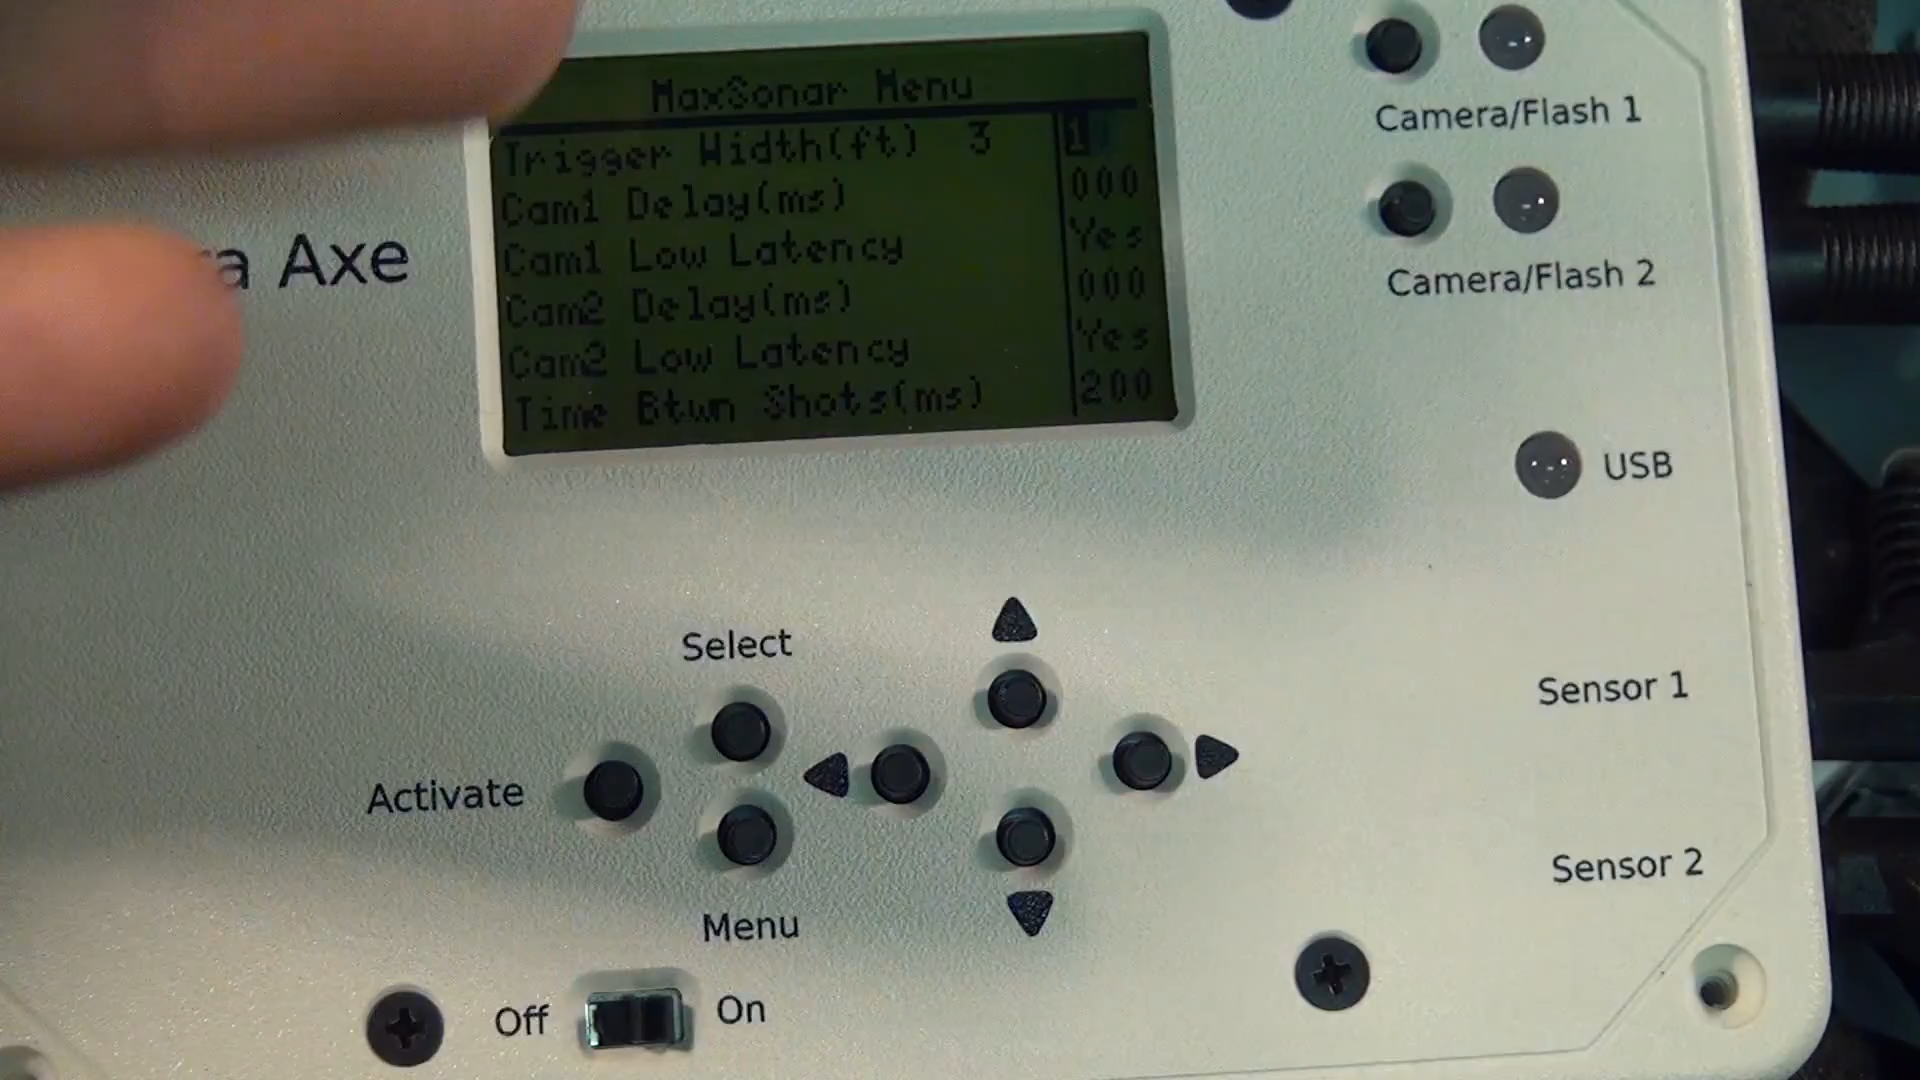 MaxSonar Menu
Trigger Width(ft) 3 1
Cam1 Delay(ms) 000
Cam1 Low Latency Yes
Cam2 Delay(ms) 000
Cam2 Low Latency Yes
Time Btwn Shots(ms) 200
Axe
Camera/Flash 1
Camera/Flash 2
USB
Sensor 1
Sensor 2
Select
Activate
Menu
Off On